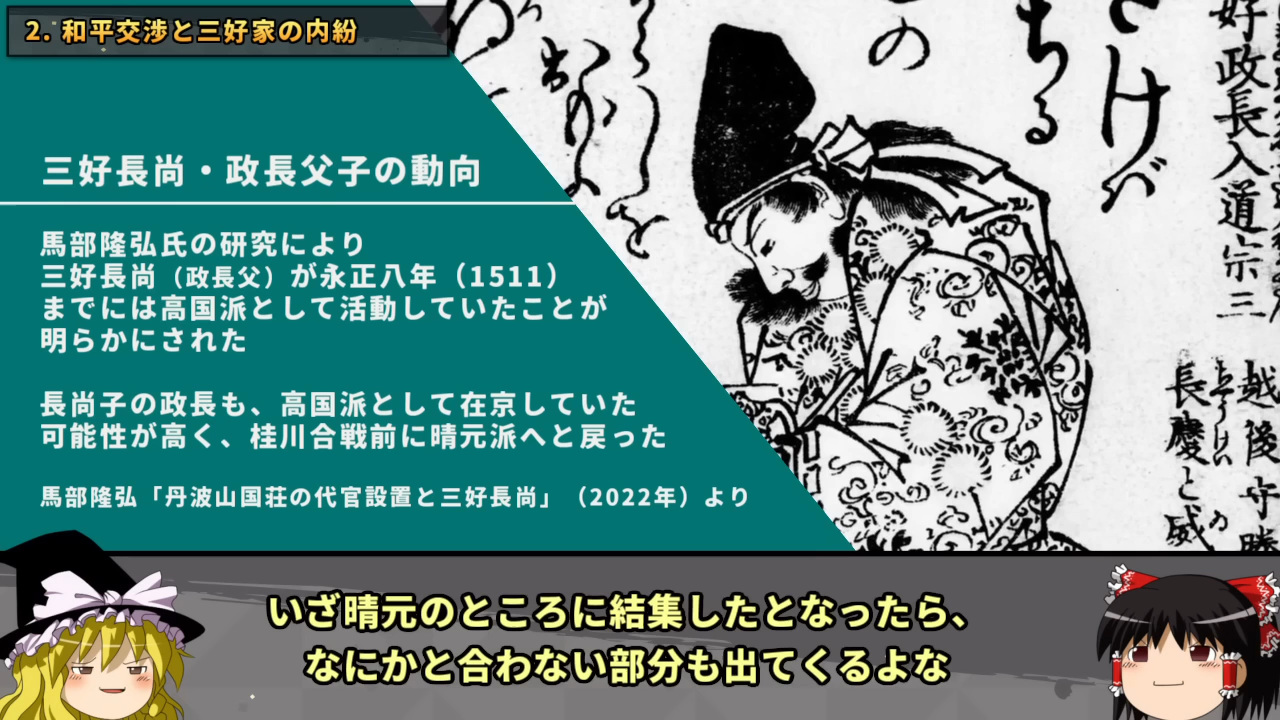 2. 和平交渉と三好家の内紛
三好長尚・政長父子の動向
馬部隆弘氏の研究により
三好長尚（政長父）が永正八年（1511）
までには高国派として活動していたことが
明らかにされた
長尚子の政長も、高国派として在京していた
可能性が高く、桂川合戦前に晴元派へと戻った
馬部隆弘「丹波山国荘の代官設置と三好長尚」（2022年）より
好政長入道宗三
越後守勝
長慶と威
いざ晴元のところに結集したとなったら、
なにかと合わない部分も出てくるよな